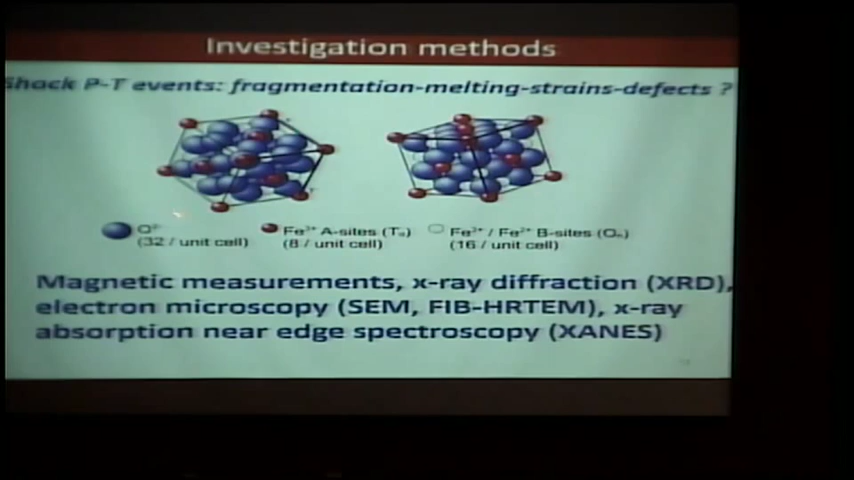 Investigation methods
Shock P-T events: fragmentation-melting-strains-defects ?
O²⁻ Fe³⁺ A-sites (Td) Fe³⁺ / Fe²⁺ B-sites (Oh)
(32 / unit cell) (8 / unit cell) (16 / unit cell)
Magnetic measurements, x-ray diffraction (XRD),
electron microscopy (SEM, FIB-HRTEM), x-ray
absorption near edge spectroscopy (XANES)